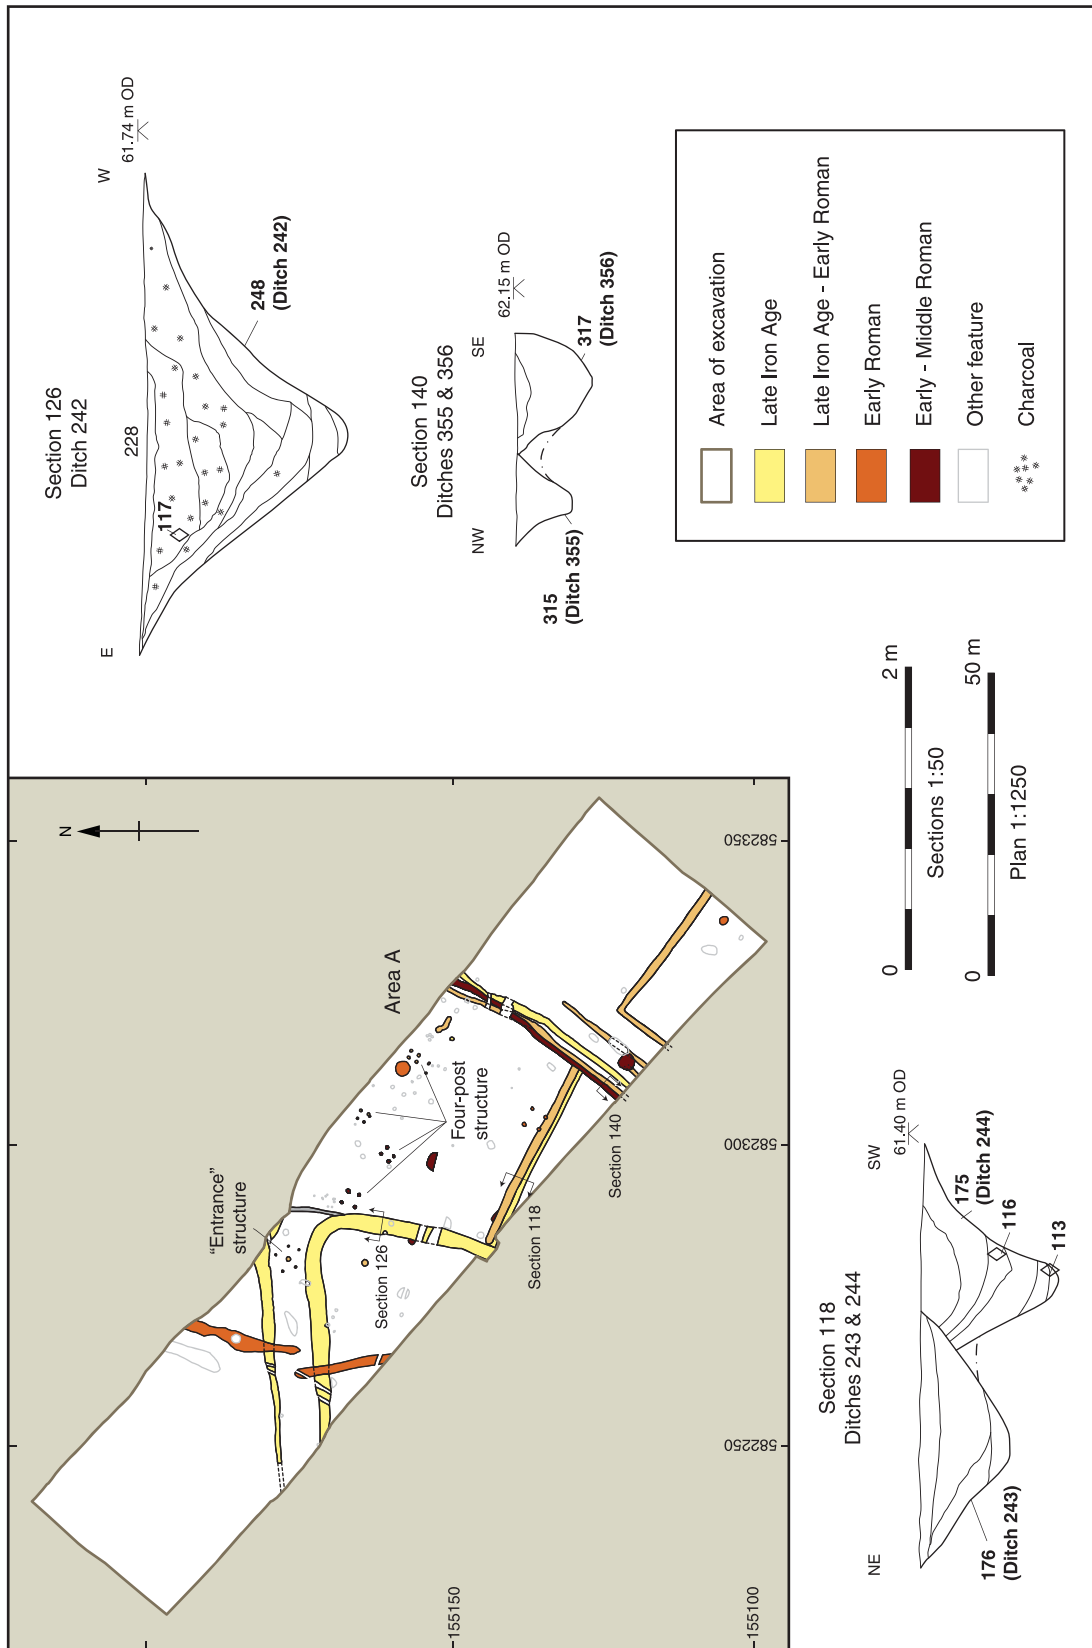 Section 126
Ditch 242
E
W
61.74 m OD
228
117
248
(Ditch 242)
Section 140
Ditches 355 & 356
NW
SE
62.15 m OD
315
(Ditch 355)
317
(Ditch 356)
Area of excavation
Late Iron Age
Late Iron Age - Early Roman
Early Roman
Early - Middle Roman
Other feature
Charcoal
N
Area A
"Entrance"
structure
Four-post
structure
Section 126
Section 118
Section 140
582250
582300
582350
155150
155100
Section 118
Ditches 243 & 244
NE
SW
61.40 m OD
176
(Ditch 243)
175
(Ditch 244)
116
113
0
2 m
Sections 1:50
0
50 m
Plan 1:1250